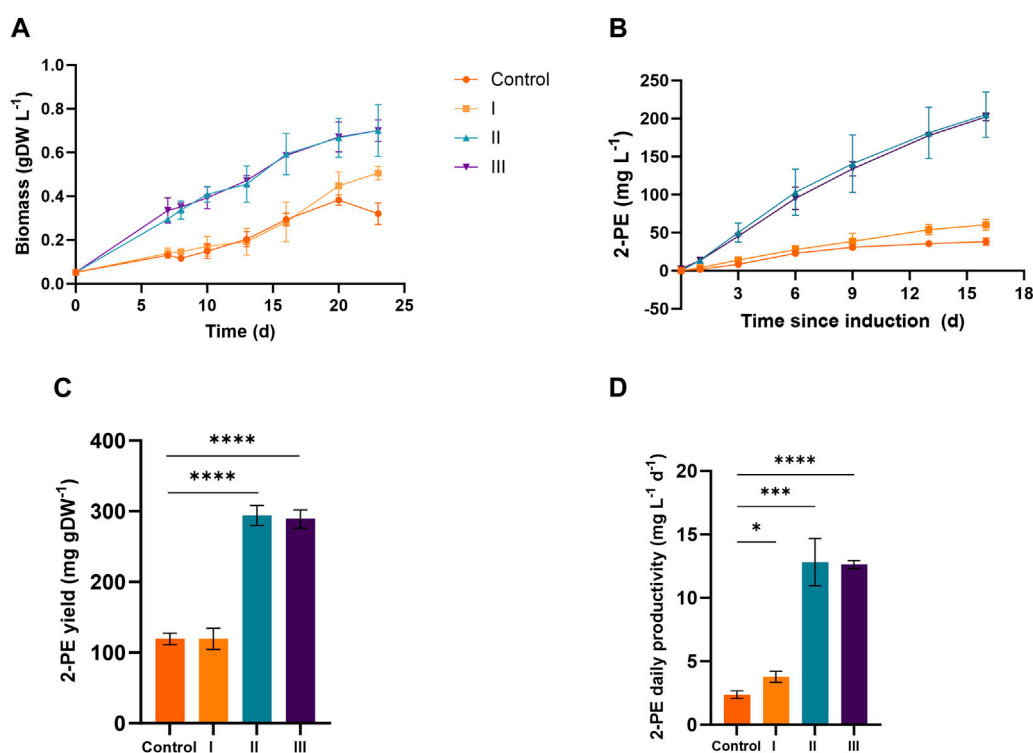 A
Biomass (gDW L⁻¹)
1.0
0.8
0.6
0.4
0.2
0.0
0 5 10 15 20 25
Time (d)
Control
I
II
III
B
2-PE (mg L⁻¹)
250
200
150
100
50
0
-50
3 6 9 12 15 18
Time since induction (d)
C
2-PE yield (mg gDW⁻¹)
400
300
200
100
0
****
****
Control I II III
D
2-PE daily productivity (mg L⁻¹ d⁻¹)
20
15
10
5
0
****
***
*
Control I II III